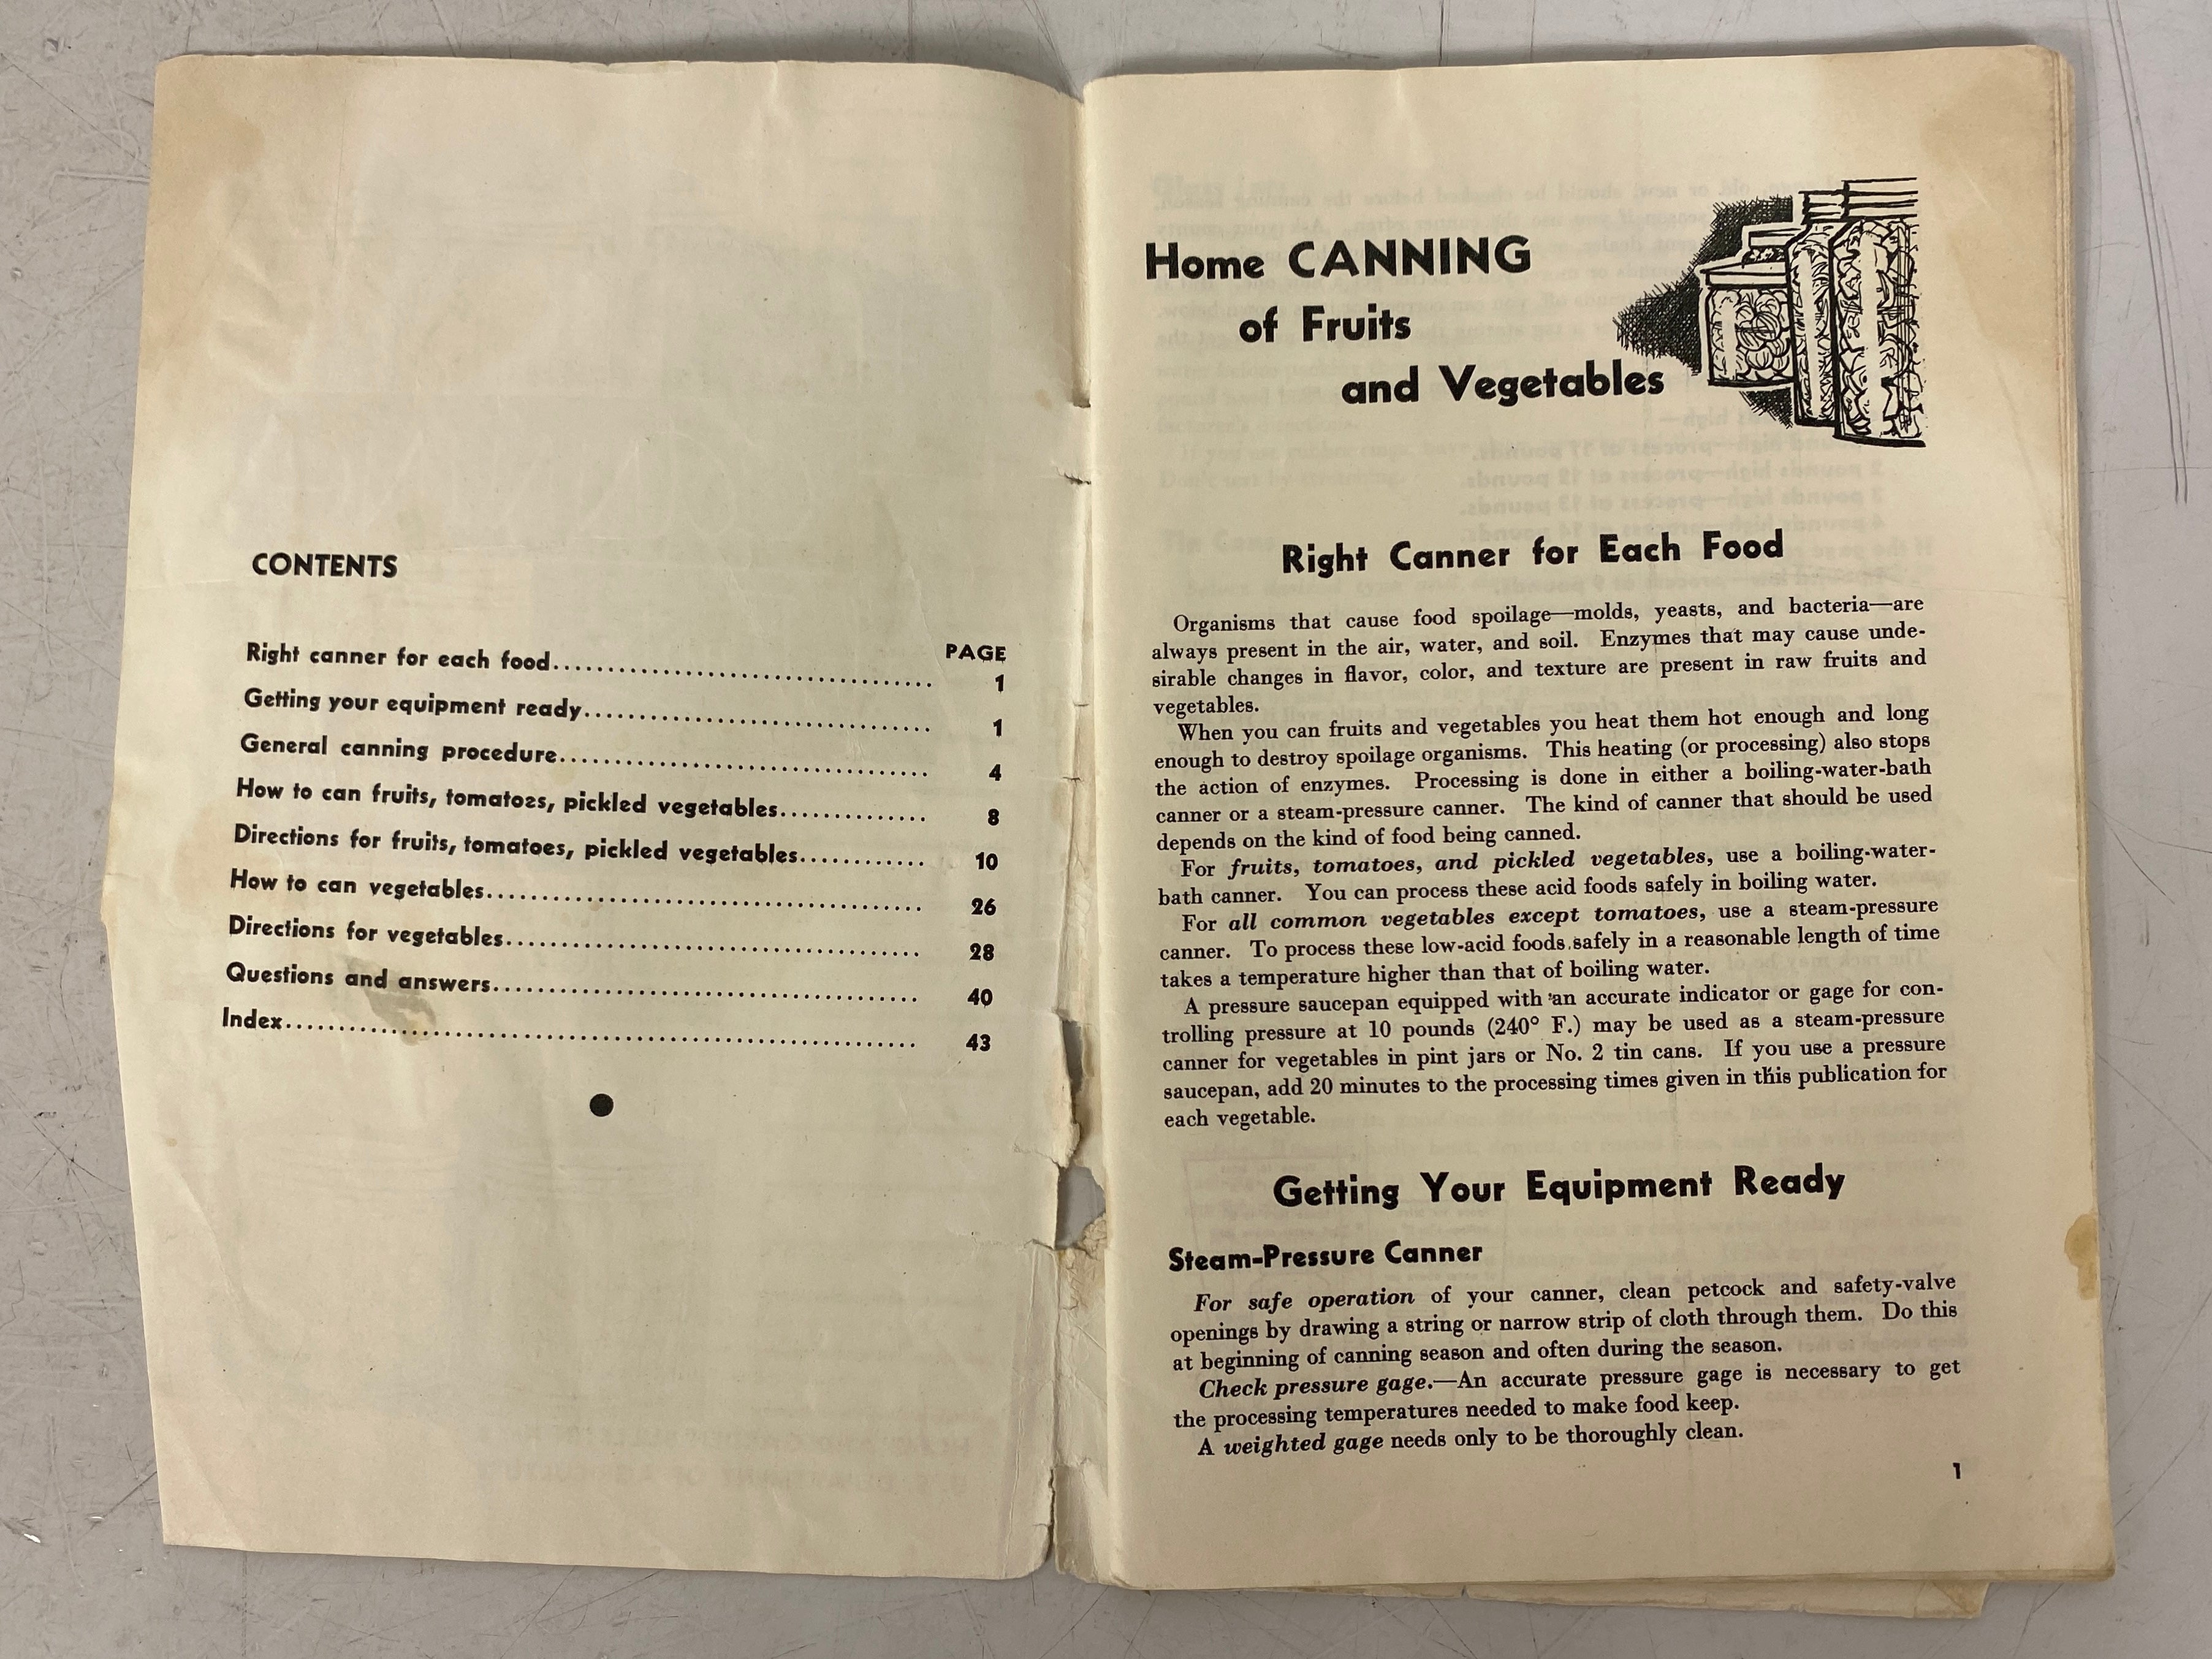 CONTENTS
PAGE
Right canner for each food........................................ 1
Getting your equipment ready..................................... 1
General canning procedure....................................... 4
How to can fruits, tomatoes, pickled vegetables............... 8
Directions for fruits, tomatoes, pickled vegetables............ 10
How to can vegetables.............................................. 26
Directions for vegetables........................................... 28
Questions and answers............................................. 40
Index.................................................................. 43
Home CANNING
of Fruits
and Vegetables
Right Canner for Each Food
Organisms that cause food spoilage—molds, yeasts, and bacteria—are
always present in the air, water, and soil. Enzymes that may cause unde-
sirable changes in flavor, color, and texture are present in raw fruits and
vegetables.
When you can fruits and vegetables you heat them hot enough and long
enough to destroy spoilage organisms. This heating (or processing) also stops
the action of enzymes. Processing is done in either a boiling-water-bath
canner or a steam-pressure canner. The kind of canner that should be used
depends on the kind of food being canned.
For fruits, tomatoes, and pickled vegetables, use a boiling-water-
bath canner. You can process these acid foods safely in boiling water.
For all common vegetables except tomatoes, use a steam-pressure
canner. To process these low-acid foods safely in a reasonable length of time
takes a temperature higher than that of boiling water.
A pressure saucepan equipped with an accurate indicator or gage for con-
trolling pressure at 10 pounds (240° F.) may be used as a steam-pressure
canner for vegetables in pint jars or No. 2 tin cans. If you use a pressure
saucepan, add 20 minutes to the processing times given in this publication for
each vegetable.
Getting Your Equipment Ready
Steam-Pressure Canner
For safe operation of your canner, clean petcock and safety-valve
openings by drawing a string or narrow strip of cloth through them. Do this
at beginning of canning season and often during the season.
Check pressure gage.—An accurate pressure gage is necessary to get
the processing temperatures needed to make food keep.
A weighted gage needs only to be thoroughly clean.
1